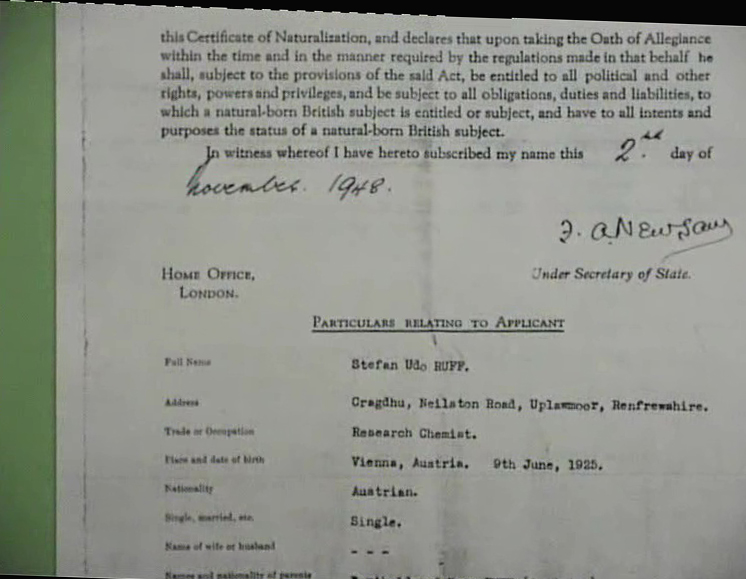 this Certificate of Naturalization, and declares that upon taking the Oath of Allegiance
within the time and in the manner required by the regulations made in that behalf he
shall, subject to the provisions of the said Act, be entitled to all political and other
rights, powers and privileges, and be subject to all obligations, duties and liabilities, to
which a natural-born British subject is entitled or subject, and have to all intents and
purposes the status of a natural-born British subject.
In witness whereof I have hereto subscribed my name this 2nd. day of
November. 1948.
F. A. Newsam
HOME OFFICE,
Under Secretary of State.
LONDON.
PARTICULARS RELATING TO APPLICANT
Full Name Stefan Udo RUFF.
Address Cragdhu, Neilston Road, Uplawmoor, Renfrewshire.
Trade or Occupation Research Chemist.
Place and date of birth Vienna, Austria. 9th June, 1925.
Nationality Austrian.
Single, married, etc. Single.
Name of wife or husband - - -
Names and nationality of parents